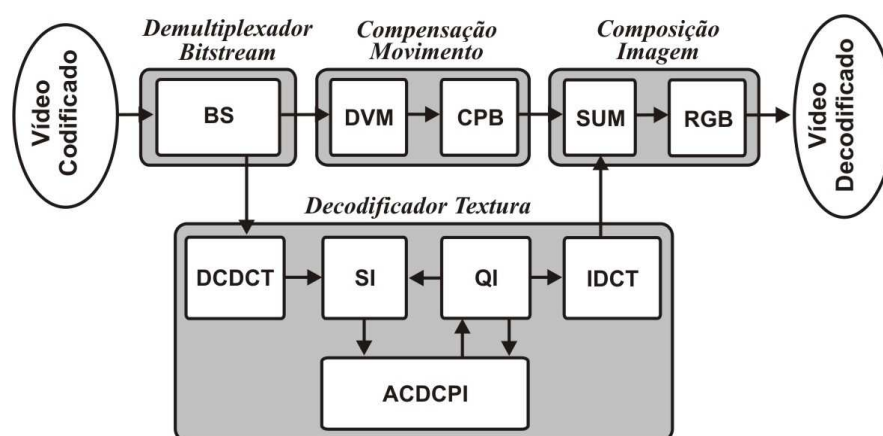 Demultiplexador
Bitstream
Compensação
Movimento
Composição
Imagem
Vídeo
Codificado
BS
DVM
CPB
SUM
RGB
Vídeo
Decodificado
Decodificador Textura
DCDCT
SI
QI
IDCT
ACDCPI